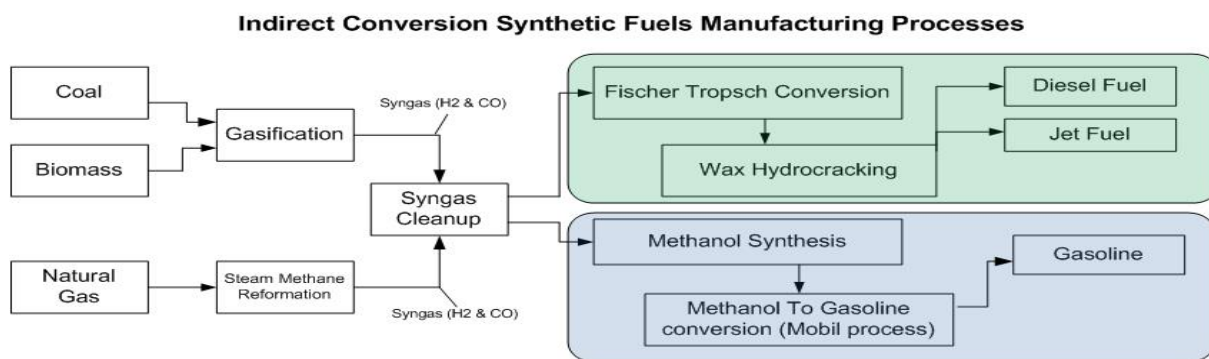 Indirect Conversion Synthetic Fuels Manufacturing Processes
Coal
Biomass
Gasification
Syngas (H2 & CO)
Natural
Gas
Steam Methane
Reformation
Syngas (H2 & CO)
Syngas
Cleanup
Fischer Tropsch Conversion
Wax Hydrocracking
Diesel Fuel
Jet Fuel
Methanol Synthesis
Methanol To Gasoline
conversion (Mobil process)
Gasoline